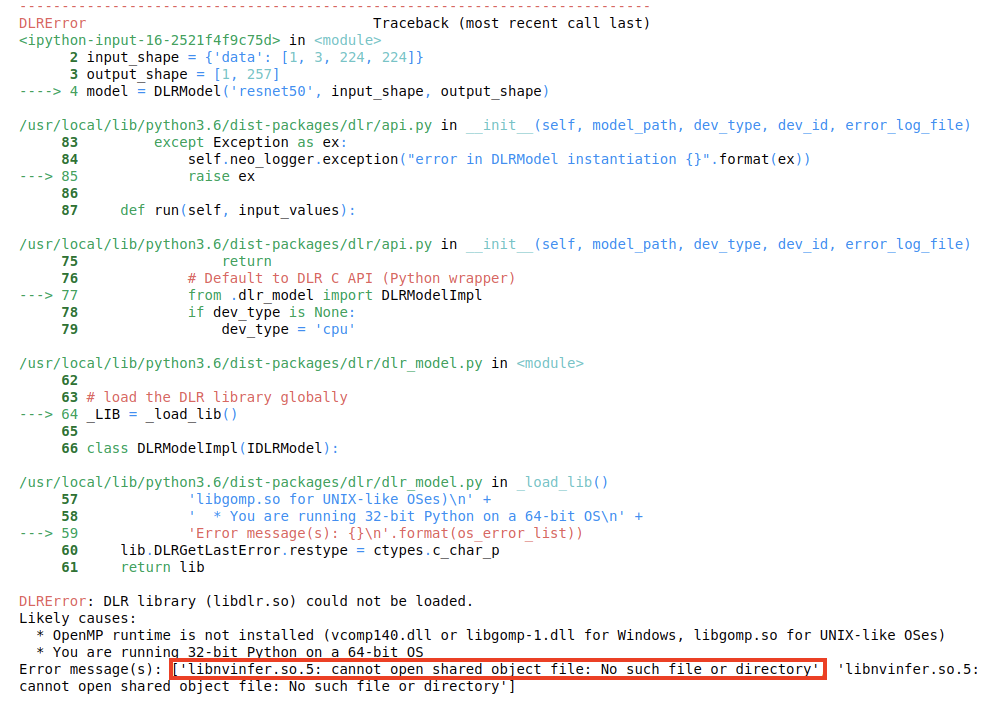 ---------------------------------------------------------------------------
DLRError                                  Traceback (most recent call last)
<ipython-input-16-2521f4f9c75d> in <module>
      2 input_shape = {'data': [1, 3, 224, 224]}
      3 output_shape = [1, 257]
----> 4 model = DLRModel('resnet50', input_shape, output_shape)

/usr/local/lib/python3.6/dist-packages/dlr/api.py in __init__(self, model_path, dev_type, dev_id, error_log_file)
     83         except Exception as ex:
     84             self.neo_logger.exception("error in DLRModel instantiation {}".format(ex))
---> 85             raise ex
     86 
     87     def run(self, input_values):

/usr/local/lib/python3.6/dist-packages/dlr/api.py in __init__(self, model_path, dev_type, dev_id, error_log_file)
     75                 return
     76             # Default to DLR C API (Python wrapper)
---> 77             from .dlr_model import DLRModelImpl
     78             if dev_type is None:
     79                 dev_type = 'cpu'

/usr/local/lib/python3.6/dist-packages/dlr/dlr_model.py in <module>
     62 
     63 # load the DLR library globally
---> 64 _LIB = _load_lib()
     65 
     66 class DLRModelImpl(IDLRModel):

/usr/local/lib/python3.6/dist-packages/dlr/dlr_model.py in _load_lib()
     57             'libgomp.so for UNIX-like OSes)\n' +
     58             '  * You are running 32-bit Python on a 64-bit OS\n' +
---> 59             'Error message(s): {}\n'.format(os_error_list))
     60     lib.DLRGetLastError.restype = ctypes.c_char_p
     61     return lib

DLRError: DLR library (libdlr.so) could not be loaded.
Likely causes:
  * OpenMP runtime is not installed (vcomp140.dll or libgomp-1.dll for Windows, libgomp.so for UNIX-like OSes)
  * You are running 32-bit Python on a 64-bit OS
Error message(s): ['libnvinfer.so.5: cannot open shared object file: No such file or directory', 'libnvinfer.so.5:
cannot open shared object file: No such file or directory']